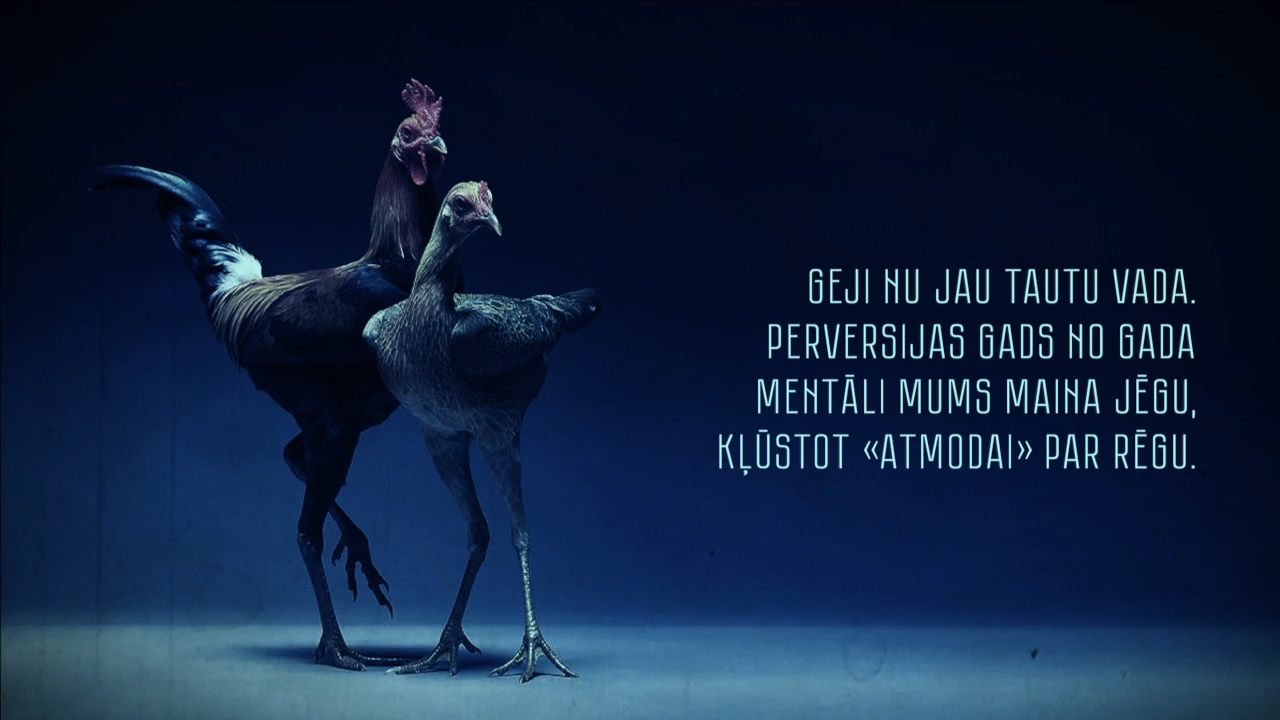 GEJI NU JAU TAUTU VADA.
PERVERSIJAS GADS NO GADA
MENTĀLI MUMS MAINA JĒGU,
KĻŪSTOT «ATMODAI» PAR RĒGU.